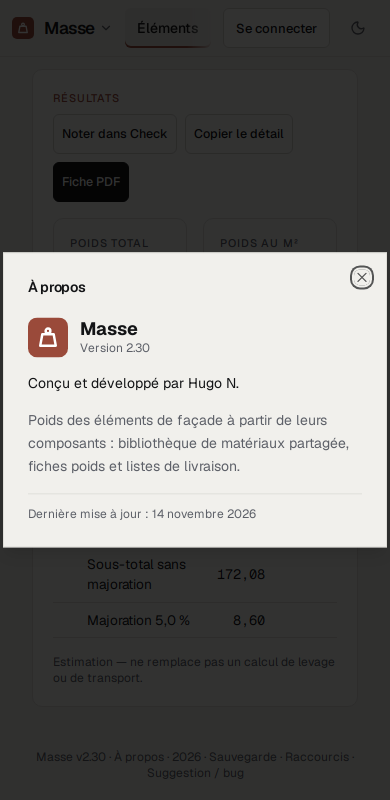 Masse
Éléments
Se connecter
RÉSULTATS
Noter dans Check
Copier le détail
Fiche PDF
POIDS TOTAL
POIDS AU M²
À propos
Masse
Version 2.30
Conçu et développé par Hugo N.
Poids des éléments de façade à partir de leurs
composants : bibliothèque de matériaux partagée,
fiches poids et listes de livraison.
Dernière mise à jour : 14 novembre 2026
Sous-total sans
majoration
172,08
Majoration 5,0 %
8,60
Estimation — ne remplace pas un calcul de levage
ou de transport.
Masse v2.30 · À propos · 2026 · Sauvegarde · Raccourcis ·
Suggestion / bug